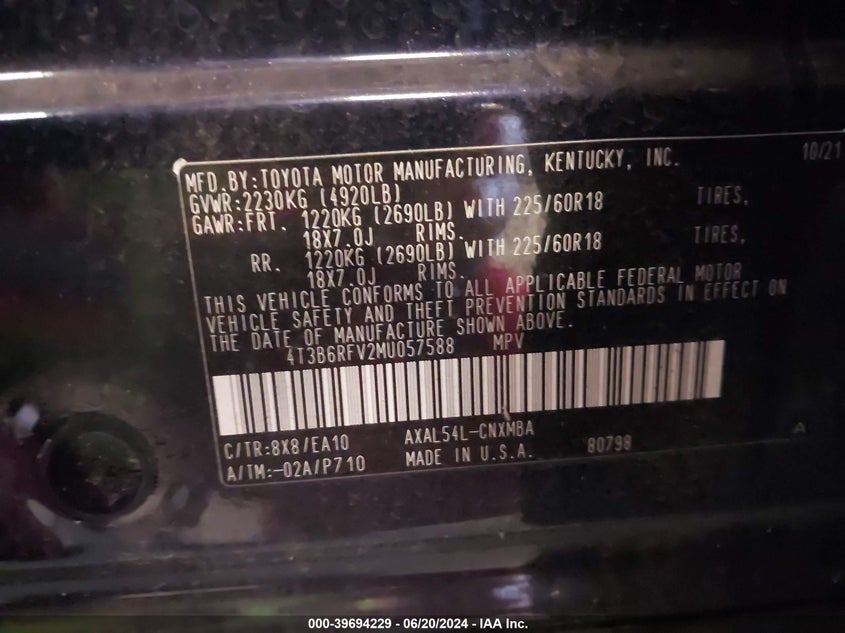 MFD.BY:TOYOTA MOTOR MANUFACTURING, KENTUCKY, INC. 10/21
GVWR:2230KG (4920LB)
GAWR:FRT. 1220KG (2690LB) WITH 225/60R18 TIRES,
18X7.0J RIMS.
RR. 1220KG (2690LB) WITH 225/60R18 TIRES,
18X7.0J RIMS.
THIS VEHICLE CONFORMS TO ALL APPLICABLE FEDERAL MOTOR
VEHICLE SAFETY AND THEFT PREVENTION STANDARDS IN EFFECT ON
THE DATE OF MANUFACTURE SHOWN ABOVE.
4T3B6RFV2MU057588 MPV
C/TR:8X8/EA10 AXAL54L-CNXMBA A
A/TM:-02A/P710 MADE IN U.S.A. 80798
000-39694229 - 06/20/2024 - IAA Inc.